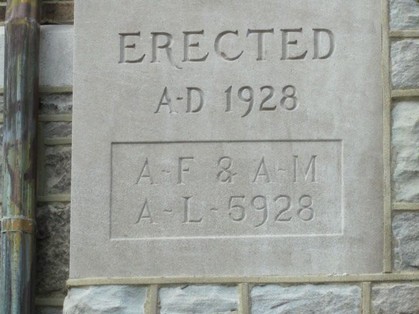 ERECTED
A-D 1928
A-F & A-M
A-L-5928